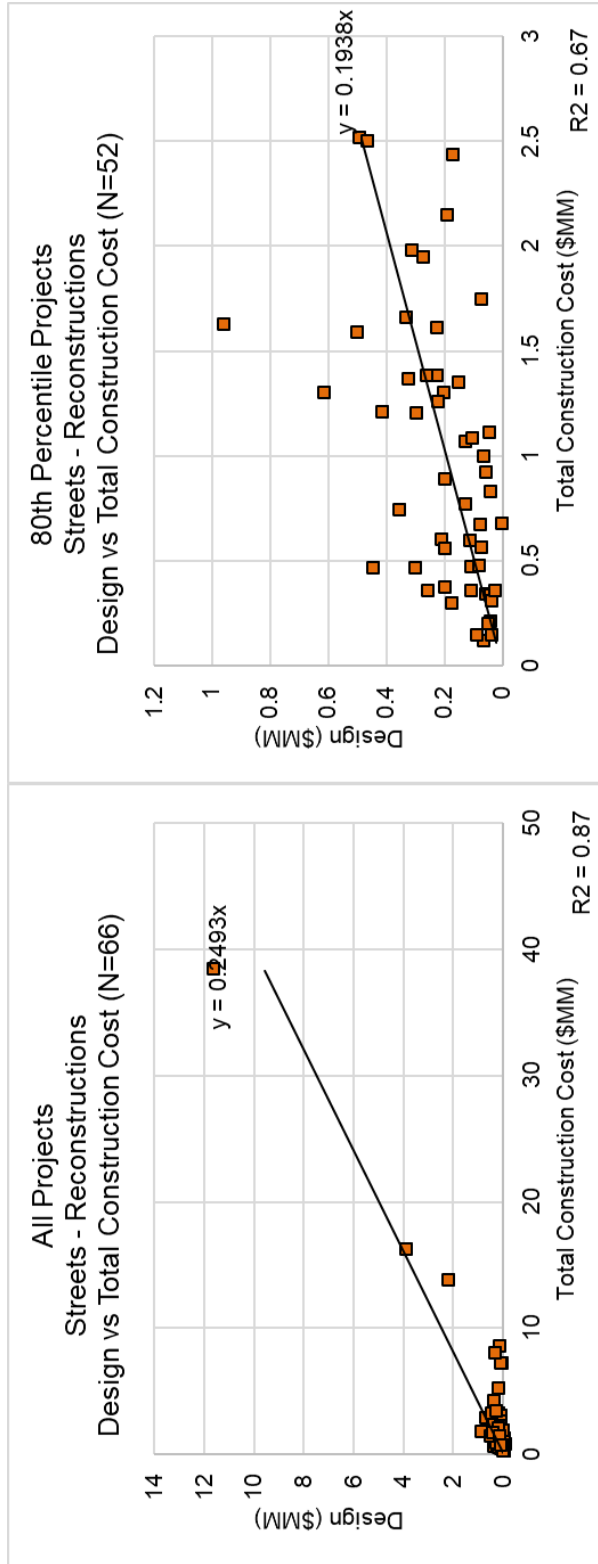 All Projects
Streets - Reconstructions
Design vs Total Construction Cost (N=66)
14
12
10
8
6
4
2
0
Design ($MM)
y = 0.2493x
0
10
20
30
40
50
Total Construction Cost ($MM)
R2 = 0.87
80th Percentile Projects
Streets - Reconstructions
Design vs Total Construction Cost (N=52)
1.2
1
0.8
0.6
0.4
0.2
0
Design ($MM)
y = 0.1938x
0
0.5
1
1.5
2
2.5
3
Total Construction Cost ($MM)
R2 = 0.67